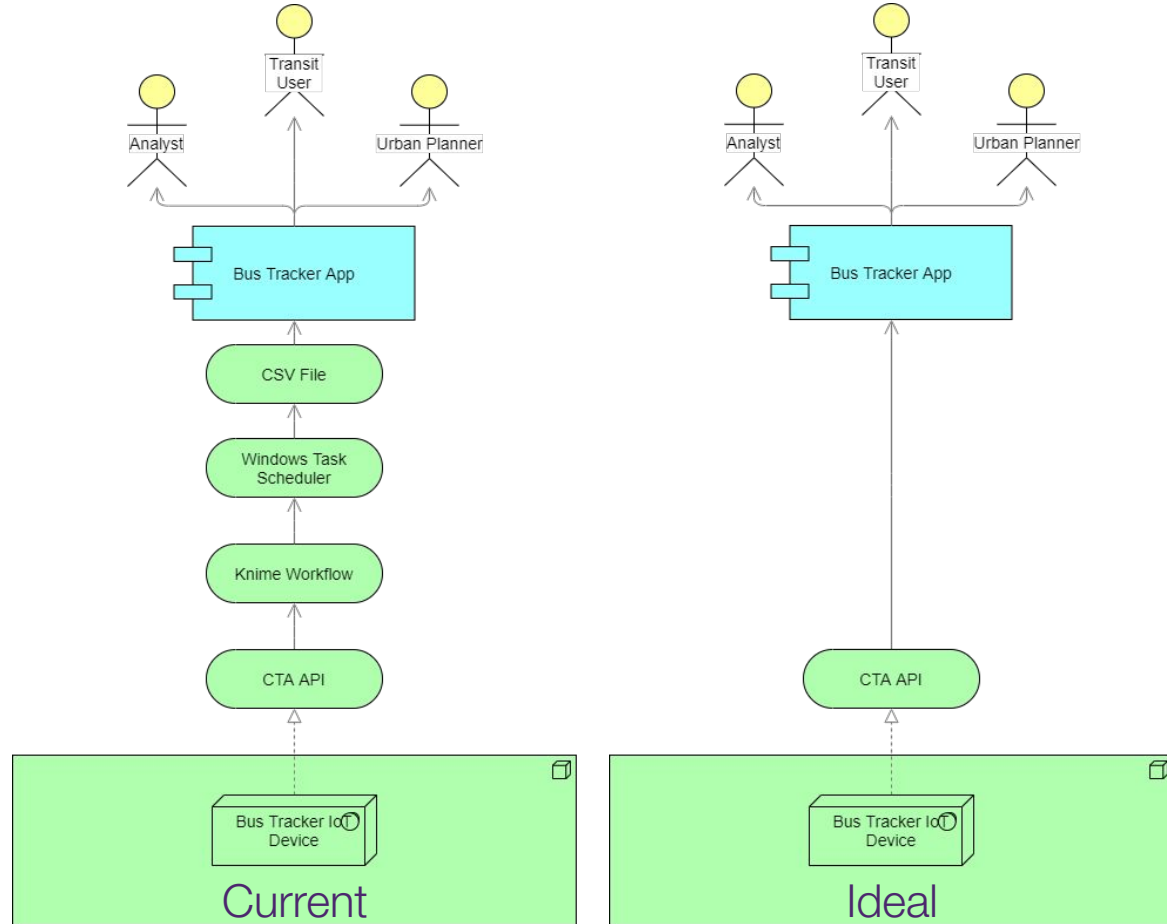 Transit
User
Analyst
Urban Planner
Bus Tracker App
CSV File
Windows Task
Scheduler
Knime Workflow
CTA API
Bus Tracker IoT
Device
Current
Transit
User
Analyst
Urban Planner
Bus Tracker App
CTA API
Bus Tracker IoT
Device
Ideal